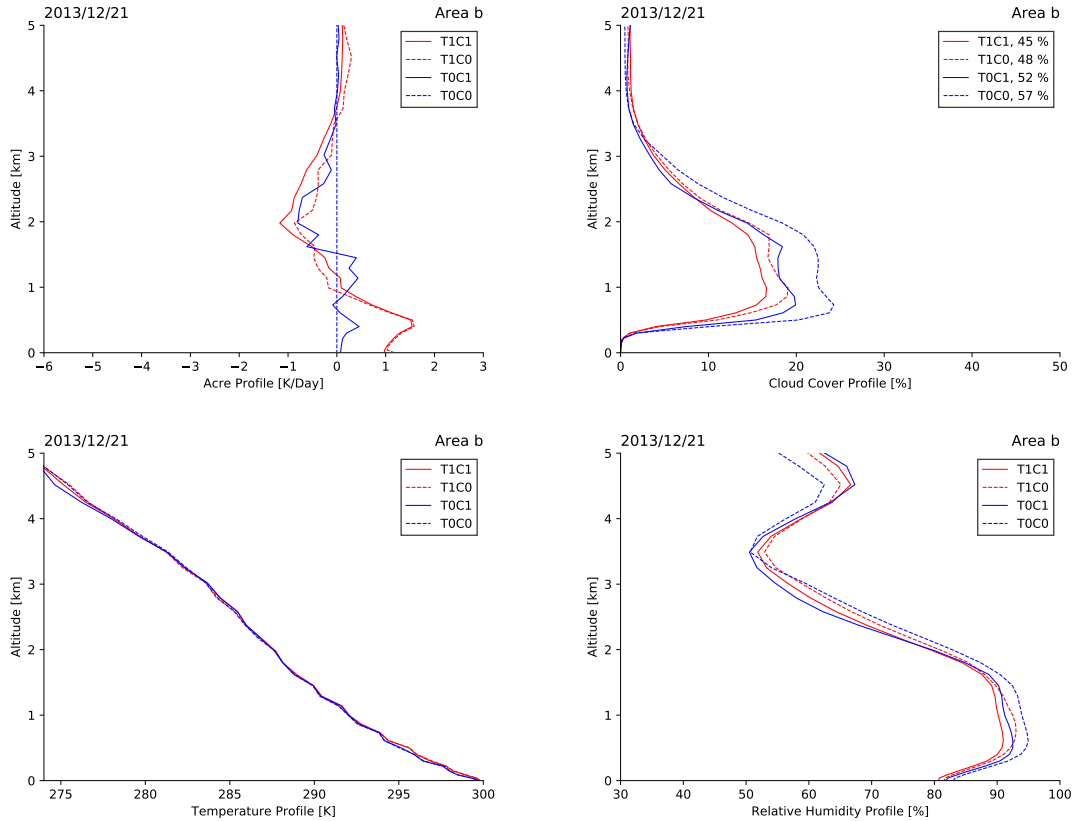 2013/12/21 Area b
5
4
3
2
1
0
Altitude [km]
T1C1
T1C0
T0C1
T0C0
−6 −5 −4 −3 −2 −1 0 1 2 3
Acre Profile [K/Day]
2013/12/21 Area b
5
4
3
2
1
0
Altitude [km]
T1C1, 45 %
T1C0, 48 %
T0C1, 52 %
T0C0, 57 %
0 10 20 30 40 50
Cloud Cover Profile [%]
2013/12/21 Area b
5
4
3
2
1
0
Altitude [km]
T1C1
T1C0
T0C1
T0C0
275 280 285 290 295 300
Temperature Profile [K]
2013/12/21 Area b
5
4
3
2
1
0
Altitude [km]
T1C1
T1C0
T0C1
T0C0
30 40 50 60 70 80 90 100
Relative Humidity Profile [%]